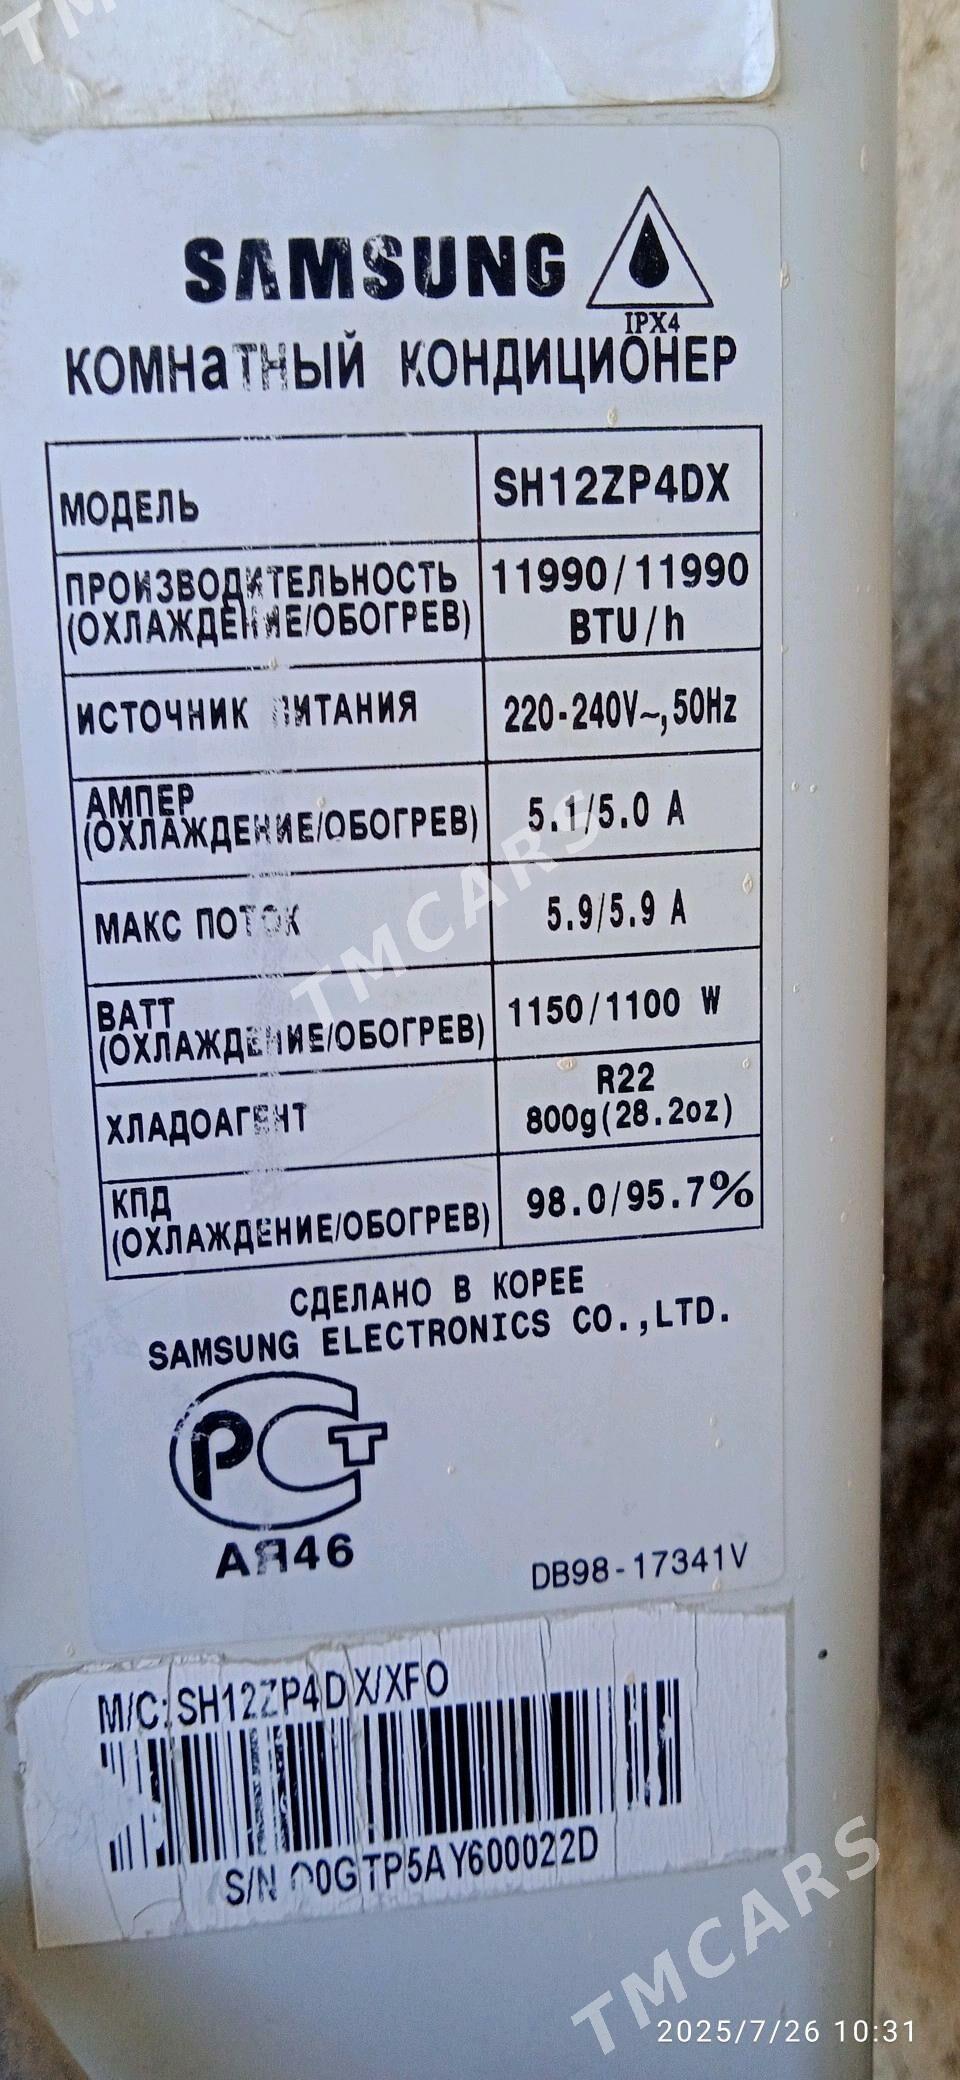 SAMSUNG
IPX4
КОМНаТНЫЙ КОНДИЦИОНЕР
МОДЕЛЬ SH12ZP4DX
ПРОИЗВОДИТЕЛЬНОСТЬ
(ОХЛАЖДЕНИЕ/ОБОГРЕВ)
11990/11990
BTU/h
ИСТОЧНИК ПИТАНИЯ 220-240V~,50Hz
АМПЕР
(ОХЛАЖДЕНИЕ/ОБОГРЕВ)
5.1/5.0 A
МАКС ПОТОК 5.9/5.9 A
ВАТТ
(ОХЛАЖДЕНИЕ/ОБОГРЕВ)
1150/1100 W
ХЛАДОАГЕНТ
R22
800g(28.2oz)
КПД
(ОХЛАЖДЕНИЕ/ОБОГРЕВ)
98.0/95.7%
СДЕЛАНО В КОРЕЕ
SAMSUNG ELECTRONICS CO.,LTD.
РСТ
АЯ46
DB98-17341V
M/C:SH12ZP4DX/XFO
S/N
TMCARS
TMCARS
2025/7/26 10:31